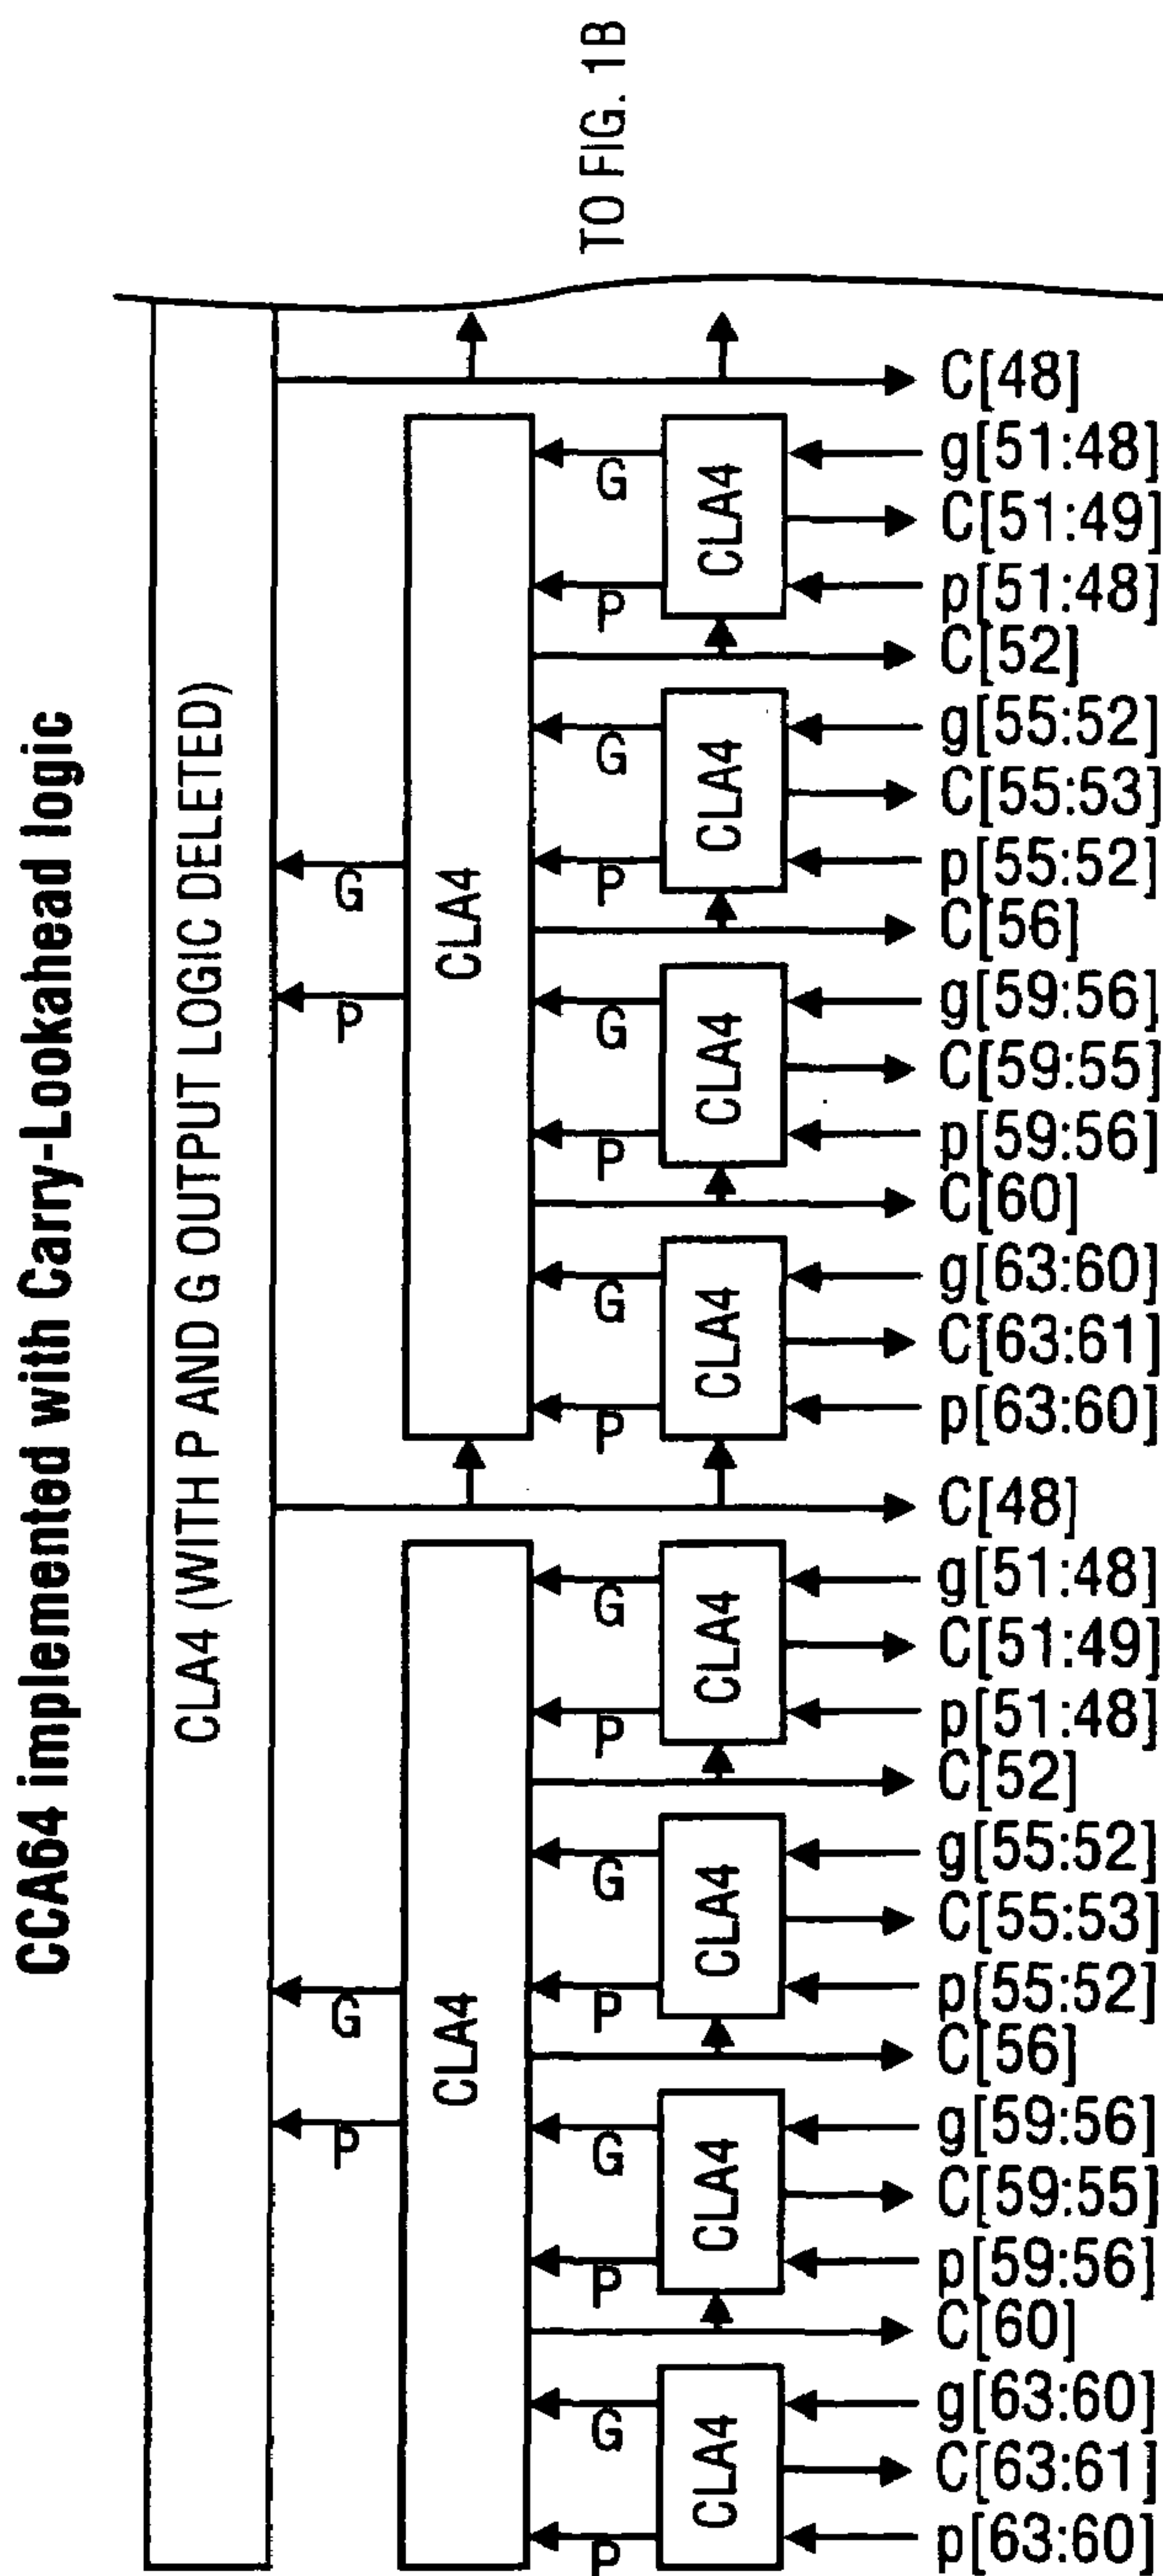 CCA64 implemented with Carry-Lookahead logic
CLA4 (WITH P AND G OUTPUT LOGIC DELETED)
P G P G
CLA4 CLA4
P G P G P G P G P G P G P G P G
TO FIG. 1B
CLA4 CLA4 CLA4 CLA4 CLA4 CLA4 CLA4 CLA4
p[63:60]
C[63:61]
g[63:60]
C[60]
p[59:56]
C[59:55]
g[59:56]
C[56]
p[55:52]
C[55:53]
g[55:52]
C[52]
p[51:48]
C[51:49]
g[51:48]
C[48]
p[63:60]
C[63:61]
g[63:60]
C[60]
p[59:56]
C[59:55]
g[59:56]
C[56]
p[55:52]
C[55:53]
g[55:52]
C[52]
p[51:48]
C[51:49]
g[51:48]
C[48]